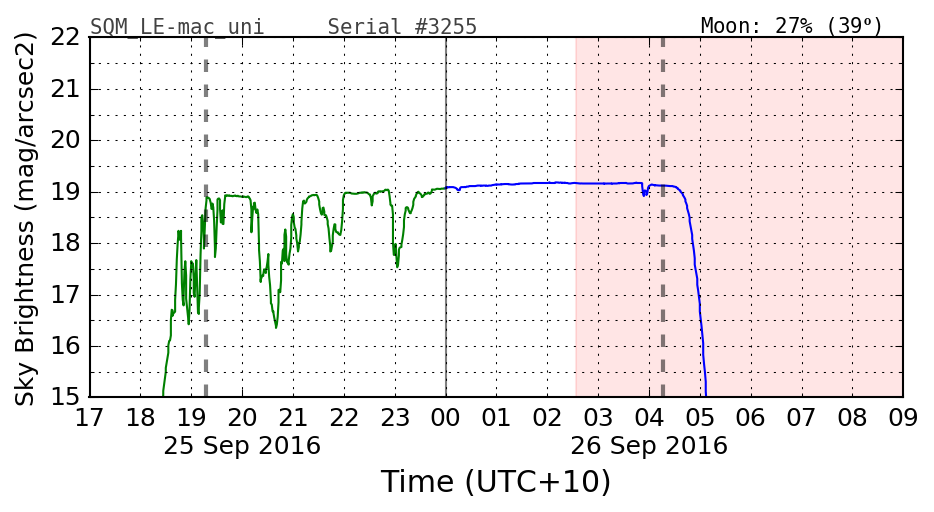 SQM_LE-mac_uni Serial #3255 Moon: 27% (39°)
22
21
20
19
18
17
16
15
Sky Brightness (mag/arcsec2)
17 18 19 20 21 22 23 00 01 02 03 04 05 06 07 08 09
25 Sep 2016 26 Sep 2016
Time (UTC+10)